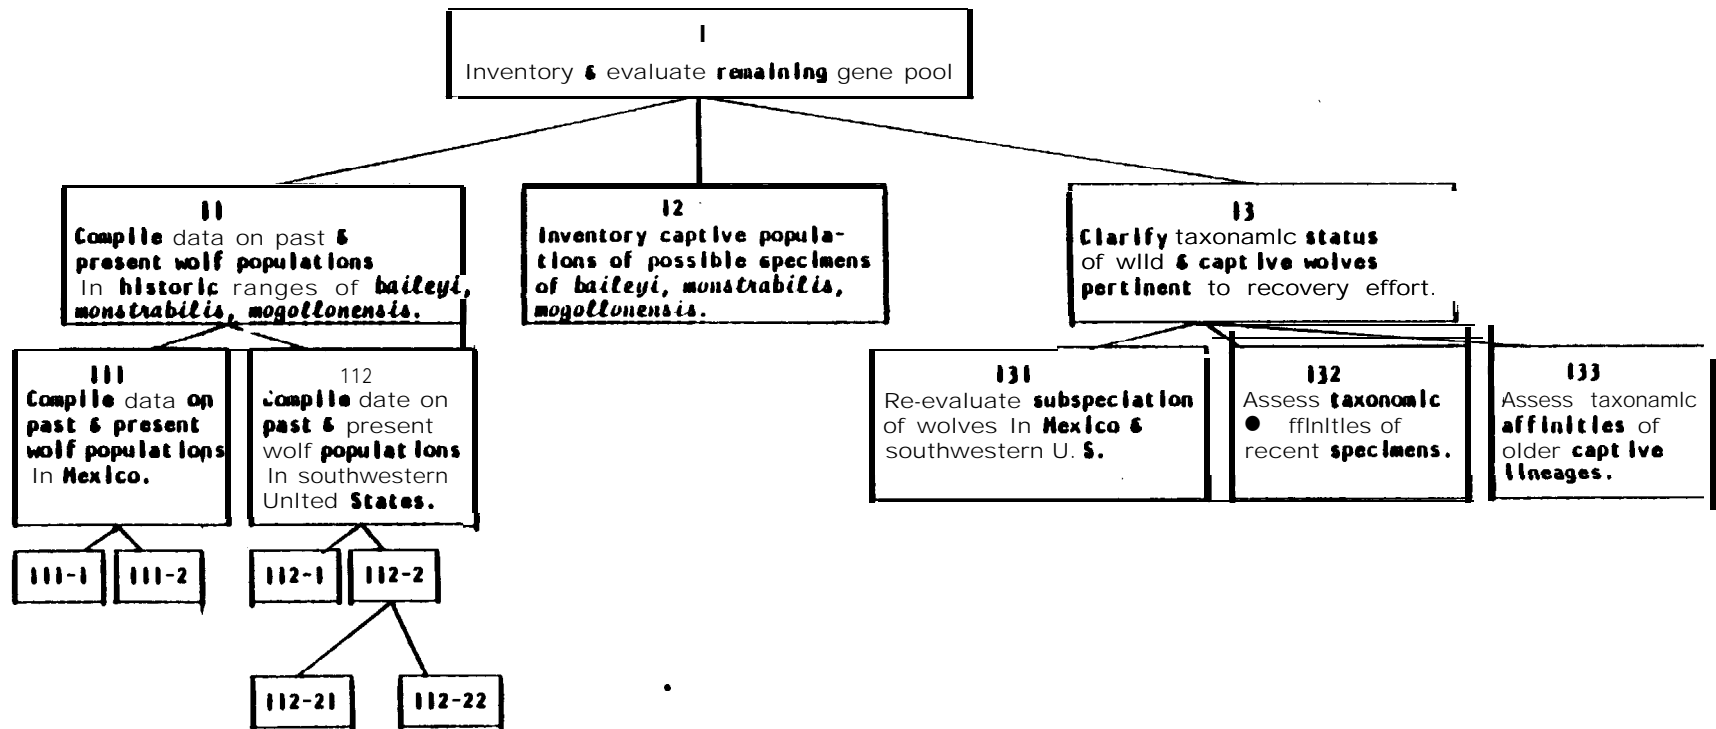 1
Inventory & evaluate remaining gene pool
11
Compile data on past &
present wolf populations
In historic ranges of baileyi,
monstrabilis, mogollonensis.
12
Inventory captive popula-
tions of possible specimens
of baileyi, monstrabilis,
mogollonensis.
13
Clarify taxonamic status
of wild & captive wolves
pertinent to recovery effort.
111
Compile data on
past & present
wolf populations
In Mexico.
112
Compile date on
past & present
wolf populations
In southwestern
United States.
131
Re-evaluate subspeciation
of wolves In Mexico &
southwestern U. S.
132
Assess taxonomic
● ffinities of
recent specimens.
133
Assess taxonamic
affinities of
older captive
lineages.
111-1
111-2
112-1
112-2
112-21
112-22